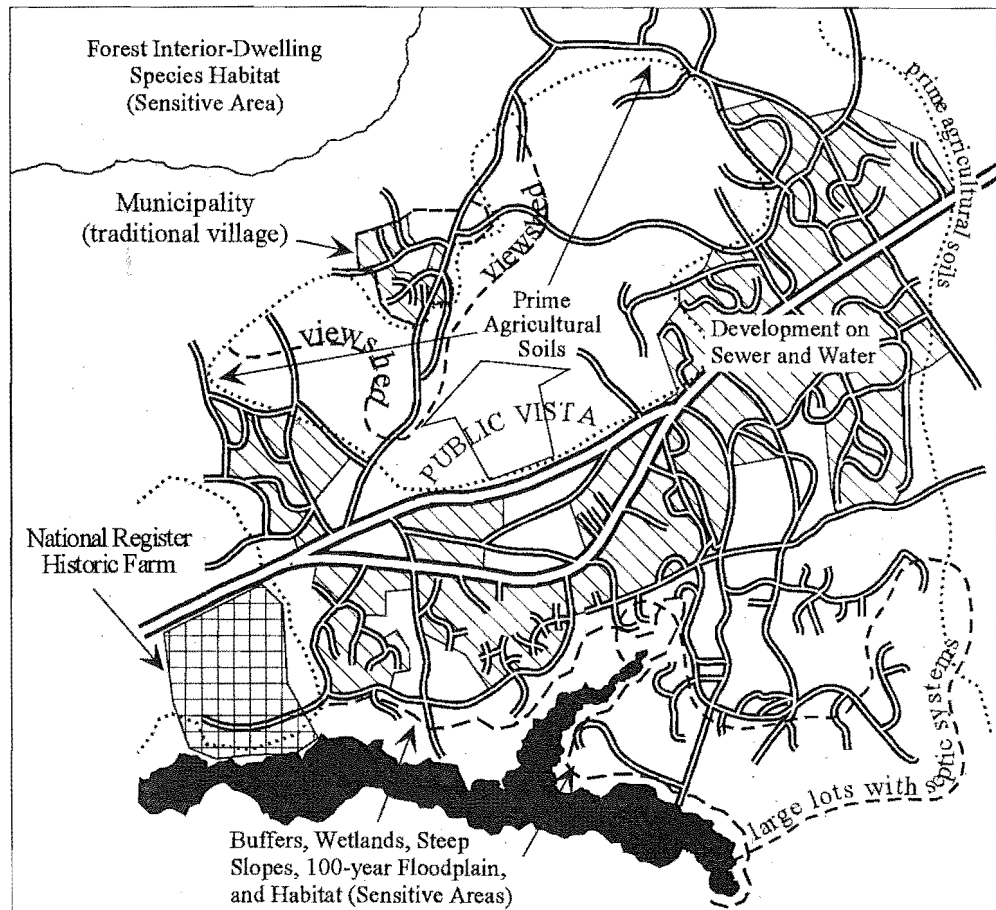 Forest Interior-Dwelling
Species Habitat
(Sensitive Area)
prime agricultural soils
Municipality
(traditional village)
viewshed
viewshed
Prime
Agricultural
Soils
Development on
Sewer and Water
PUBLIC VISTA
National Register
Historic Farm
large lots with septic systems
Buffers, Wetlands, Steep
Slopes, 100-year Floodplain,
and Habitat (Sensitive Areas)